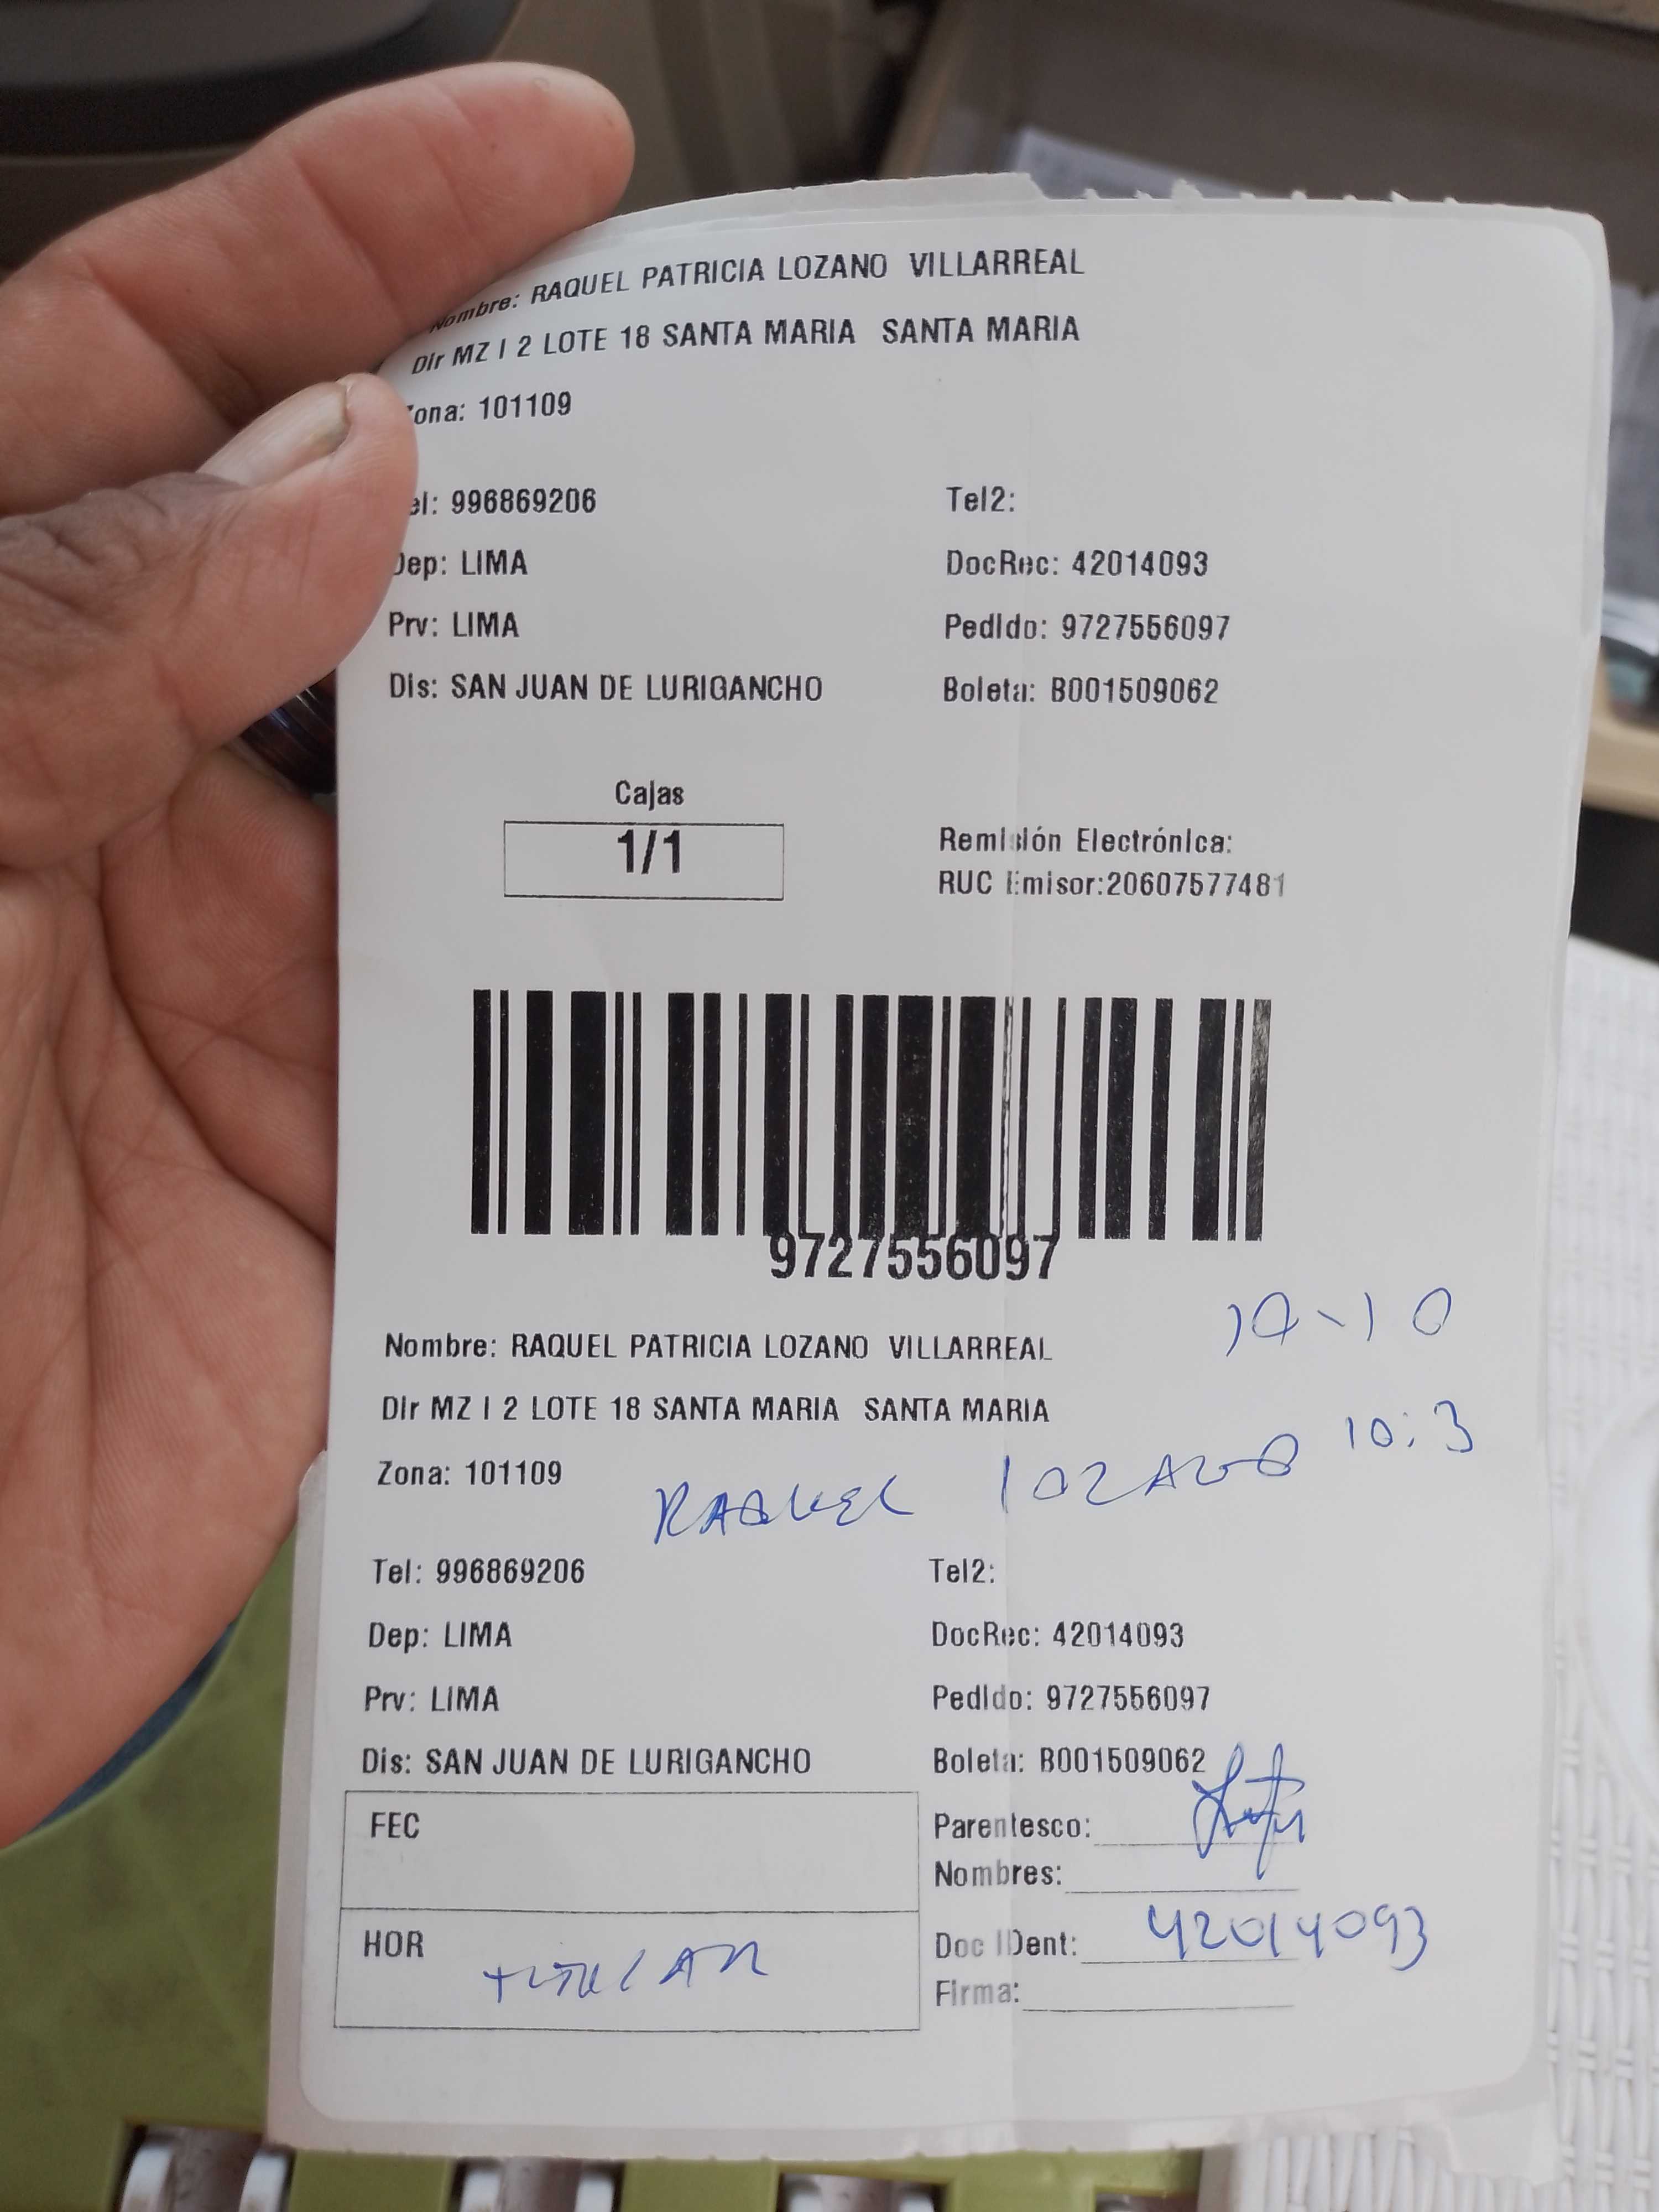 Nombre: RAQUEL PATRICIA LOZANO VILLARREAL
Dir MZ I 2 LOTE 18 SANTA MARIA SANTA MARIA
Zona: 101109
Tel: 996869206 Tel2:
Dep: LIMA DocRec: 42014093
Prv: LIMA Pedido: 9727556097
Dis: SAN JUAN DE LURIGANCHO Boleta: B001509062
Cajas
1/1
Remisión Electrónica:
RUC Emisor:20607577481
9727556097
Nombre: RAQUEL PATRICIA LOZANO VILLARREAL
Dir MZ I 2 LOTE 18 SANTA MARIA SANTA MARIA
10:3
Zona: 101109
RAQUEL LOZANO
Tel: 996869206 Tel2:
Dep: LIMA DocRec: 42014093
Prv: LIMA Pedido: 9727556097
Dis: SAN JUAN DE LURIGANCHO Boleta: B001509062
FEC
Parentesco:
Nombres:
HOR TITULAR
Doc IDent: 42014093
Firma: